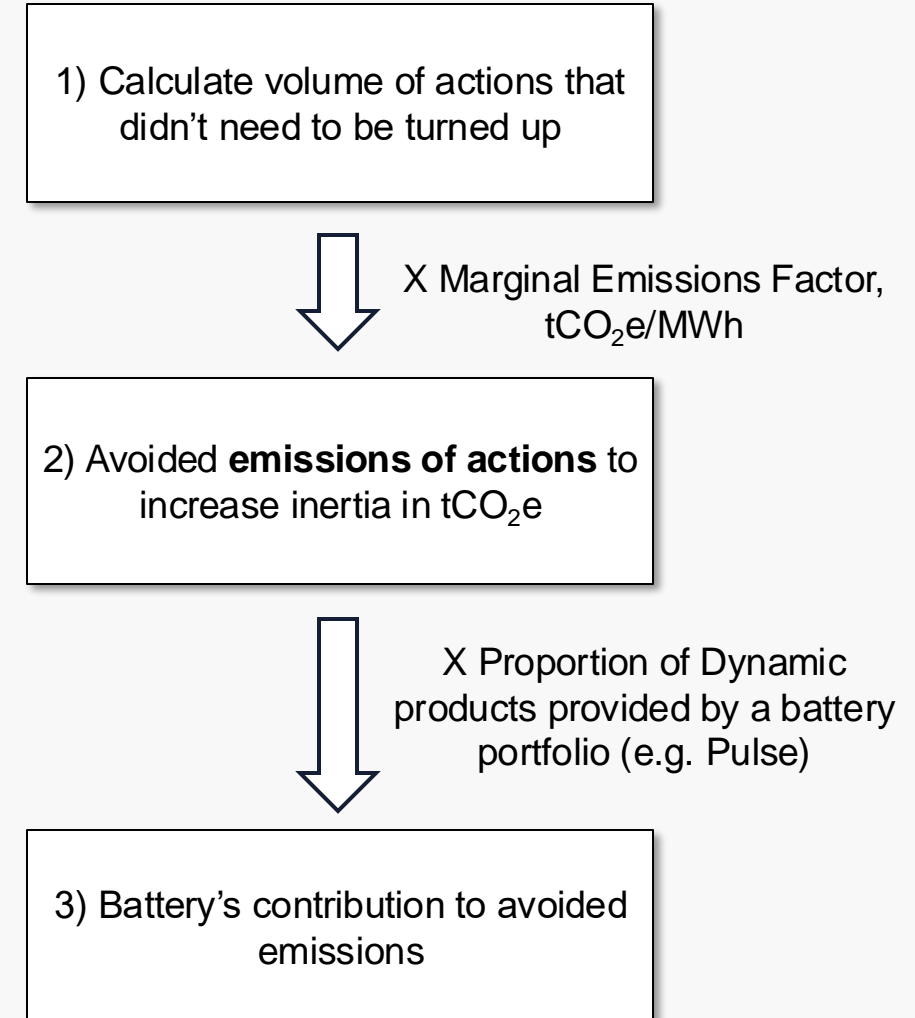 1) Calculate volume of actions that
didn’t need to be turned up
X Marginal Emissions Factor,
tCO₂e/MWh
2) Avoided emissions of actions to
increase inertia in tCO₂e
X Proportion of Dynamic
products provided by a battery
portfolio (e.g. Pulse)
3) Battery’s contribution to avoided
emissions